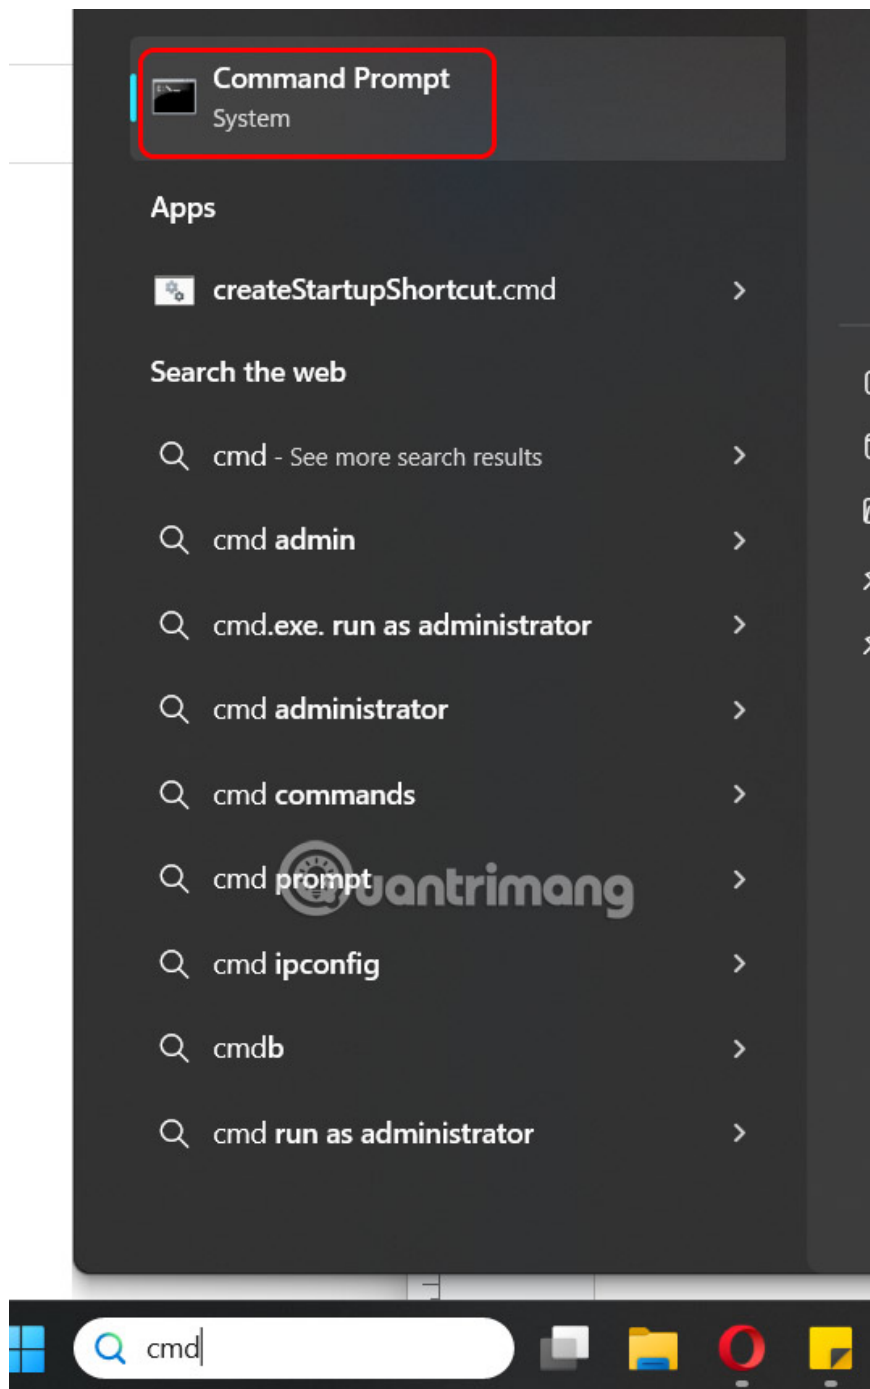 Command Prompt
System
Apps
createStartupShortcut.cmd
Search the web
cmd - See more search results
cmd admin
cmd.exe. run as administrator
cmd administrator
cmd commands
cmd prompt
Quantrimang
cmd ipconfig
cmdb
cmd run as administrator
cmd